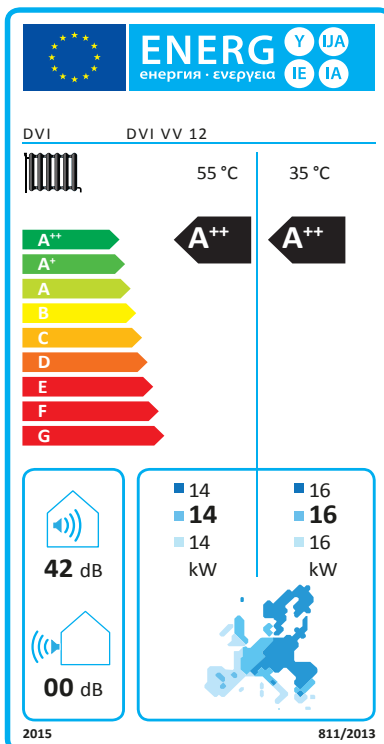 ENERG Y IJA
енергия · ενεργεια IE IA
DVI DVI VV 12
55 °C 35 °C
A++ A++
A++
A+
A
B
C
D
E
F
G
42 dB
00 dB
14 16
14 16
14 16
kW kW
2015 811/2013